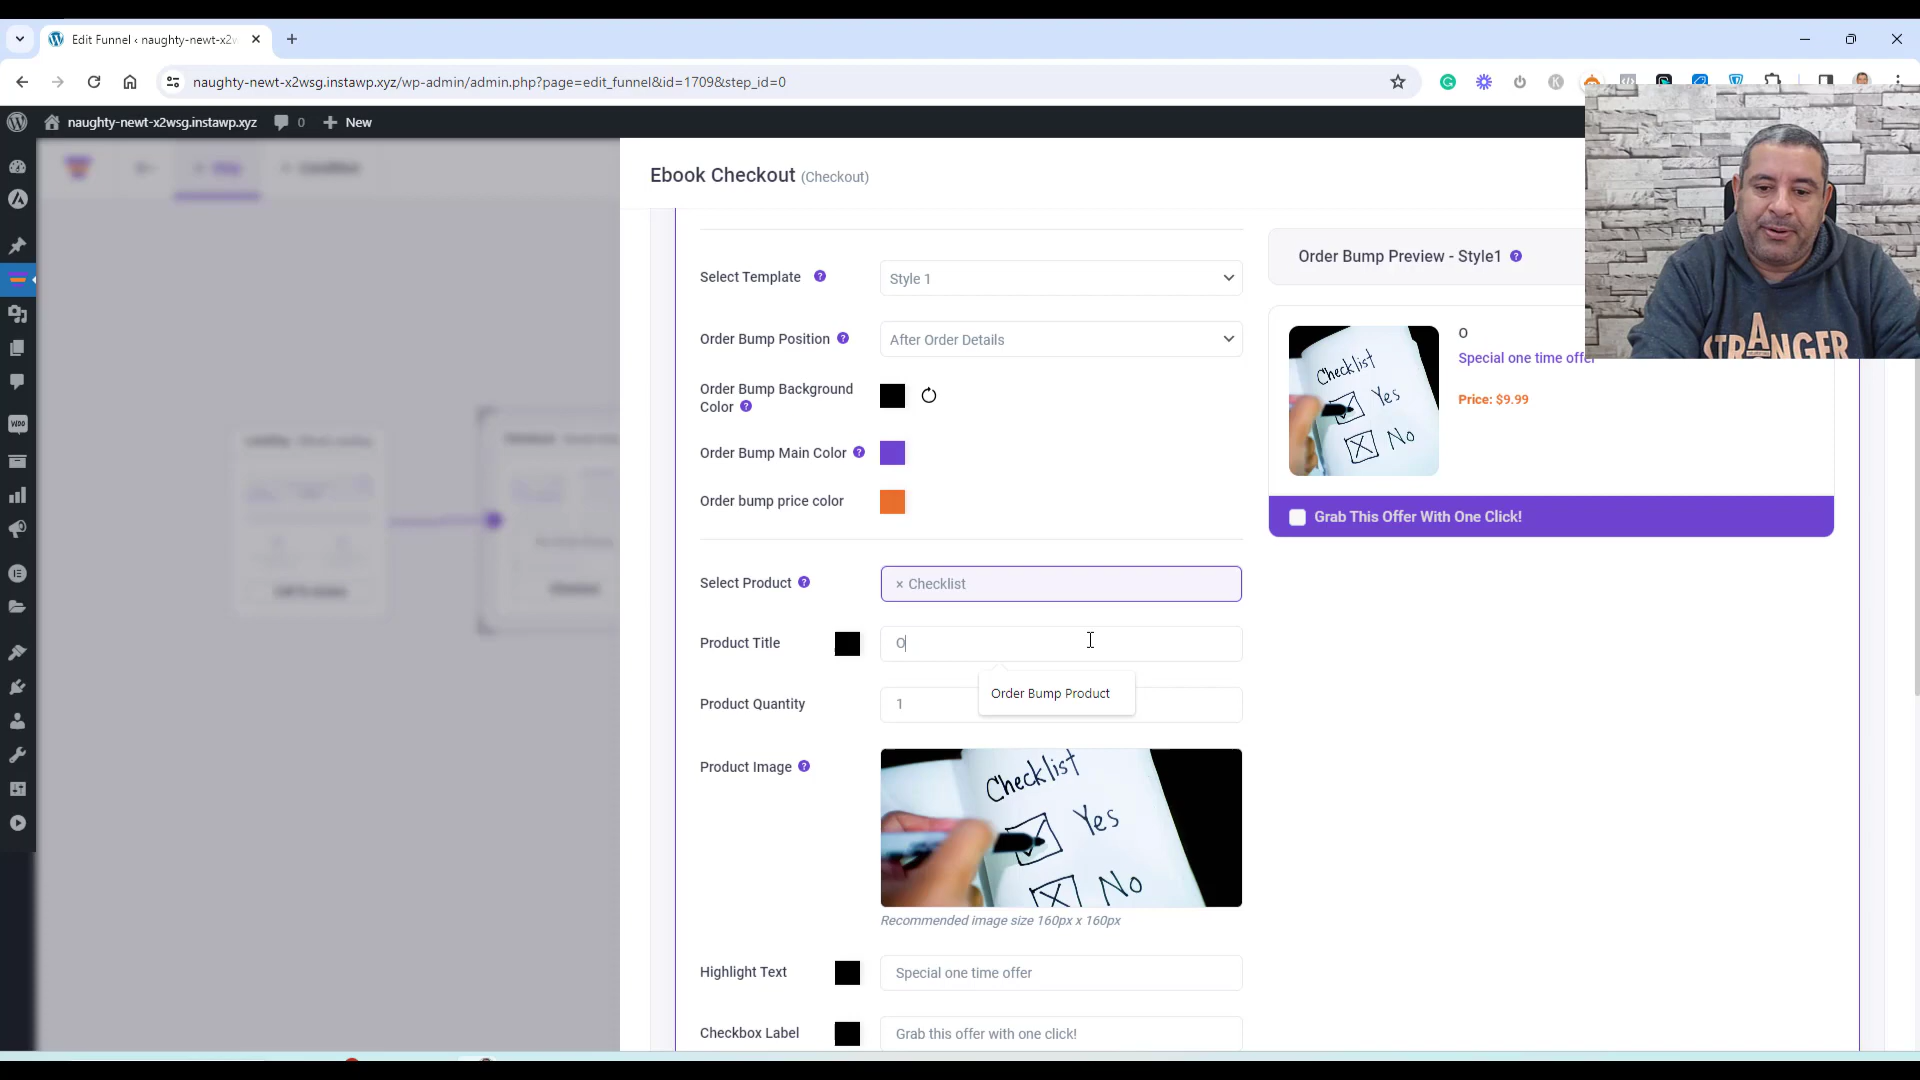 Edit Funnel ‹ naughty-newt-x2w
naughty-newt-x2wsg.instawp.xyz/wp-admin/admin.php?page=edit_funnel&id=1709&step_id=0
naughty-newt-x2wsg.instawp.xyz
0
New
Ebook Checkout (Checkout)
Select Template
Style 1
Order Bump Position
After Order Details
Order Bump Background
Color
Order Bump Main Color
Order bump price color
Select Product
× Checklist
Product Title
O
Order Bump Product
Product Quantity
1
Product Image
Checklist
Yes
No
Recommended image size 160px x 160px
Highlight Text
Special one time offer
Checkbox Label
Grab this offer with one click!
Order Bump Preview - Style1
O
Special one time offer
Price: $9.99
Checklist
Yes
No
Grab This Offer With One Click!
STRANGER